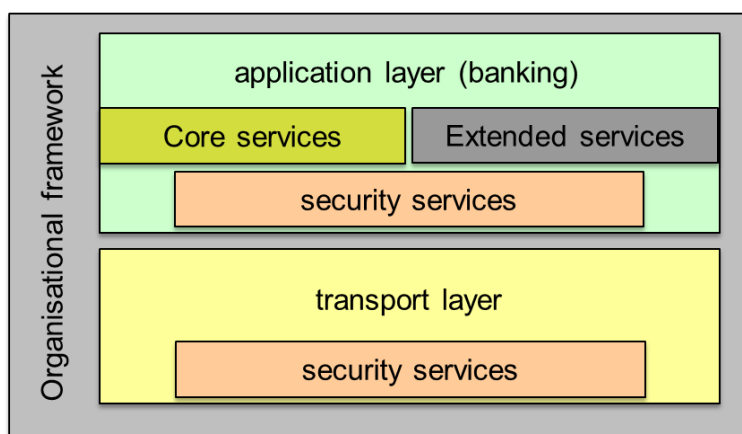 Organisational framework
application layer (banking)
Core services
Extended services
security services
transport layer
security services